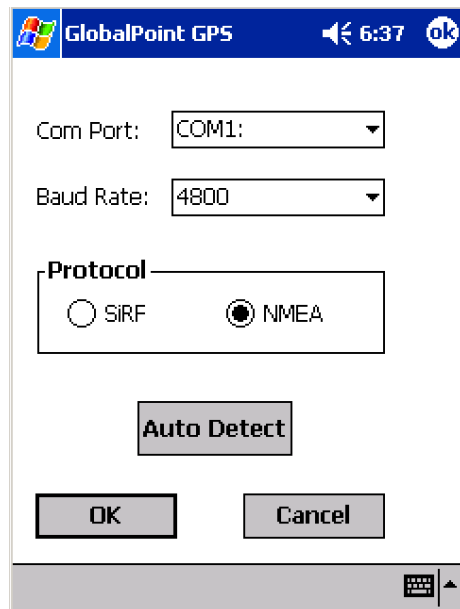 GlobalPoint GPS 6:37 ok
Com Port: COM1:
Baud Rate: 4800
Protocol
SiRF NMEA
Auto Detect
OK Cancel